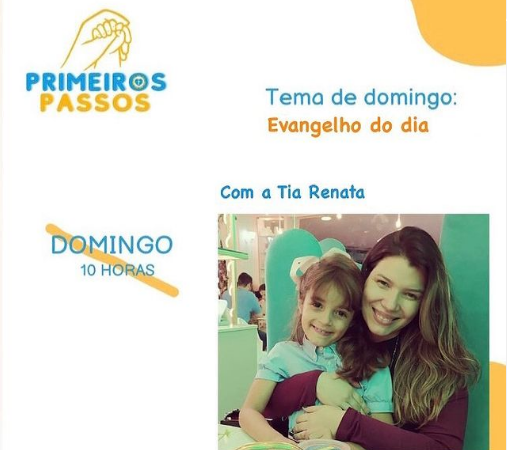 PRIMEIROS
PASSOS
Tema de domingo:
Evangelho do dia
Com a Tia Renata
DOMINGO
10 HORAS